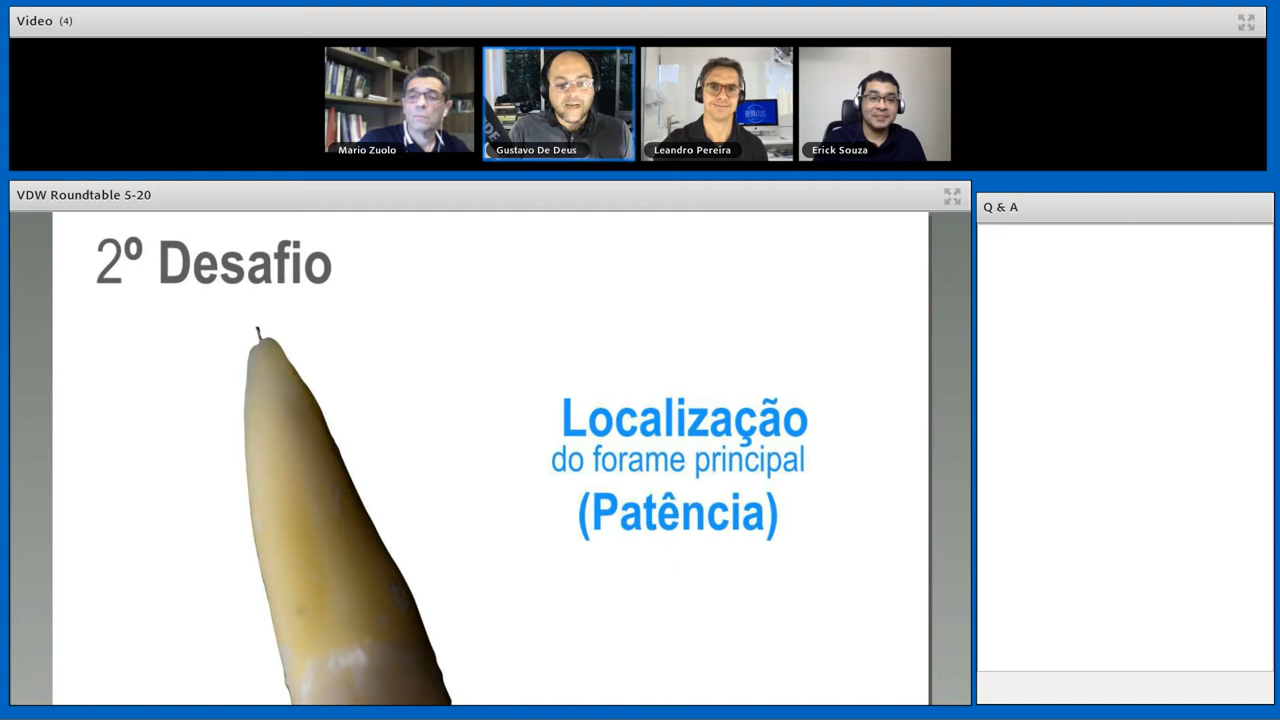 Video (4)
Mario Zuolo
Gustavo De Deus
Leandro Pereira
Erick Souza
VDW Roundtable 5-20
Q & A
2º Desafio
Localização
do forame principal
(Patência)